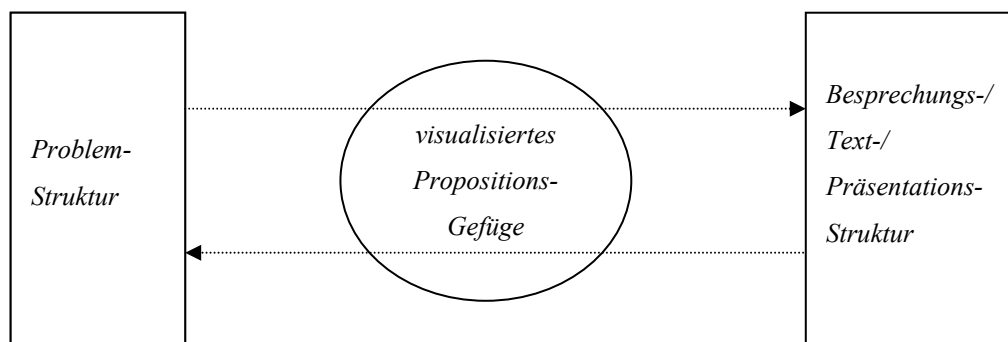 Problem-
Struktur
visualisiertes
Propositions-
Gefüge
Besprechungs-/
Text-/
Präsentations-
Struktur